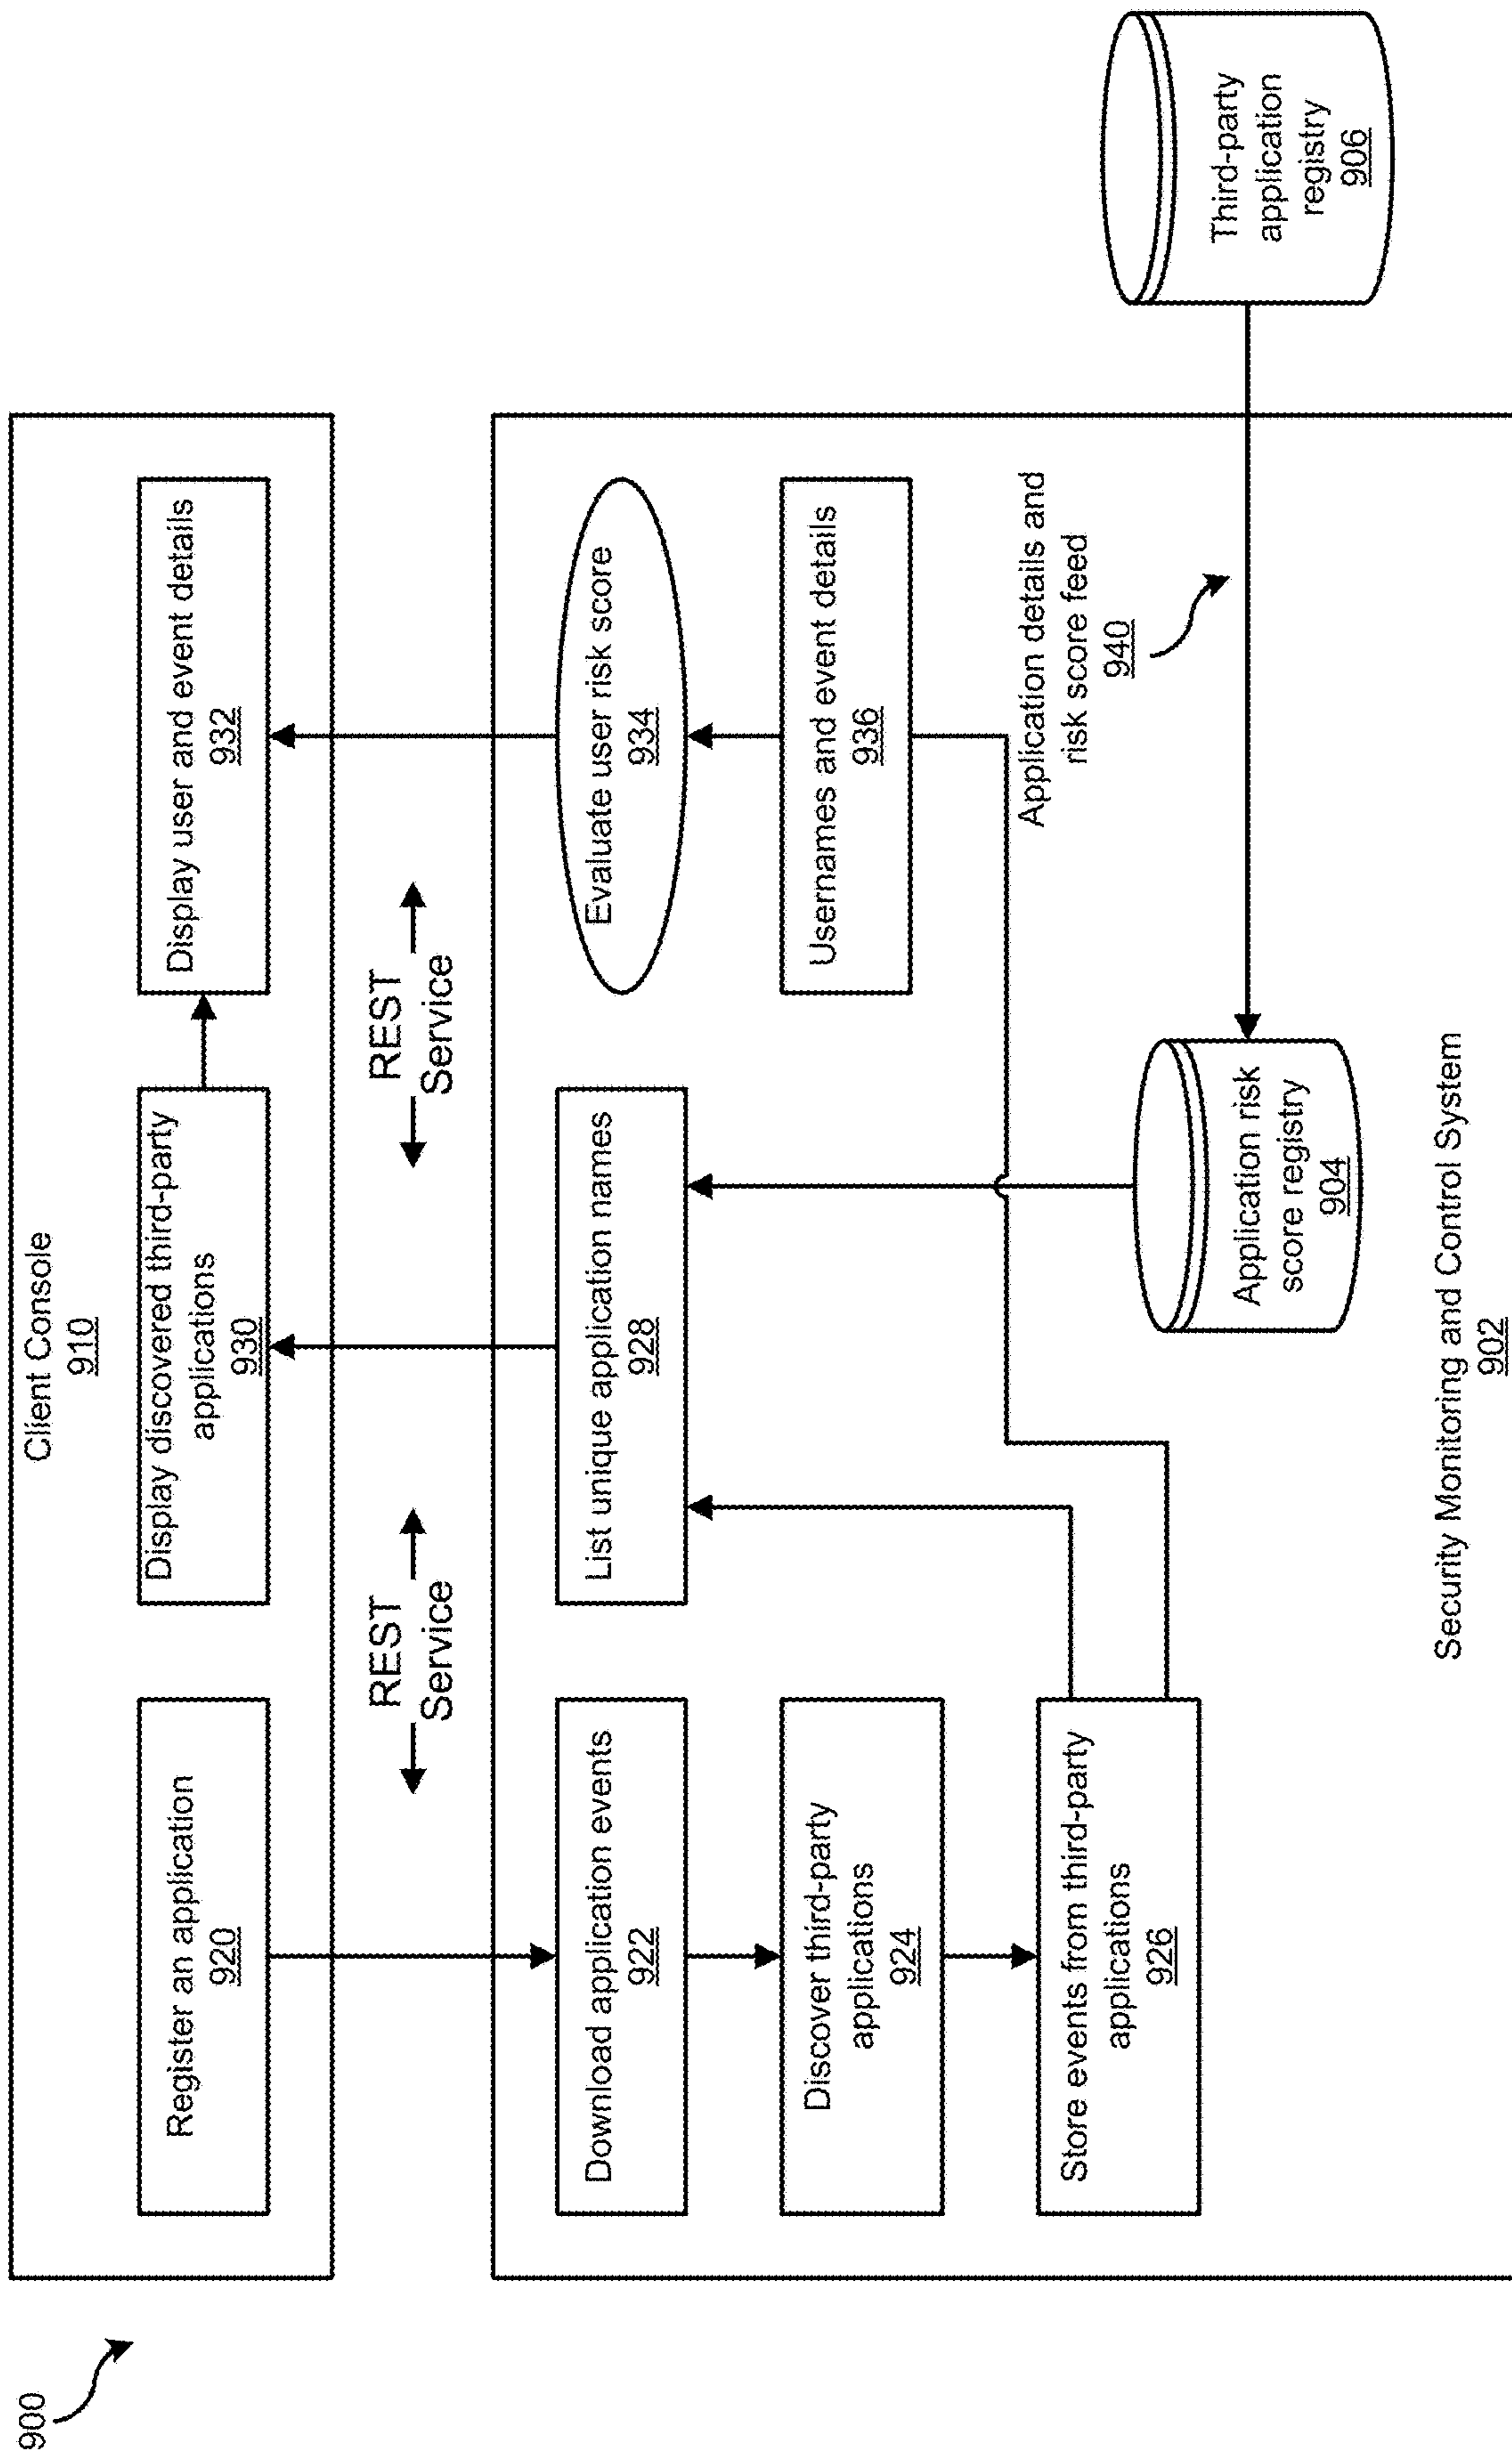 900
Client Console
910
Register an application
920
Display discovered third-party
applications
930
Display user and event details
932
REST
Service
REST
Service
Download application events
922
List unique application names
928
Evaluate user risk score
934
Discover third-party
applications
924
Usernames and event details
936
Store events from third-party
applications
926
Application details and
risk score feed
940
Application risk
score registry
904
Third-party
application
registry
906
Security Monitoring and Control System
902